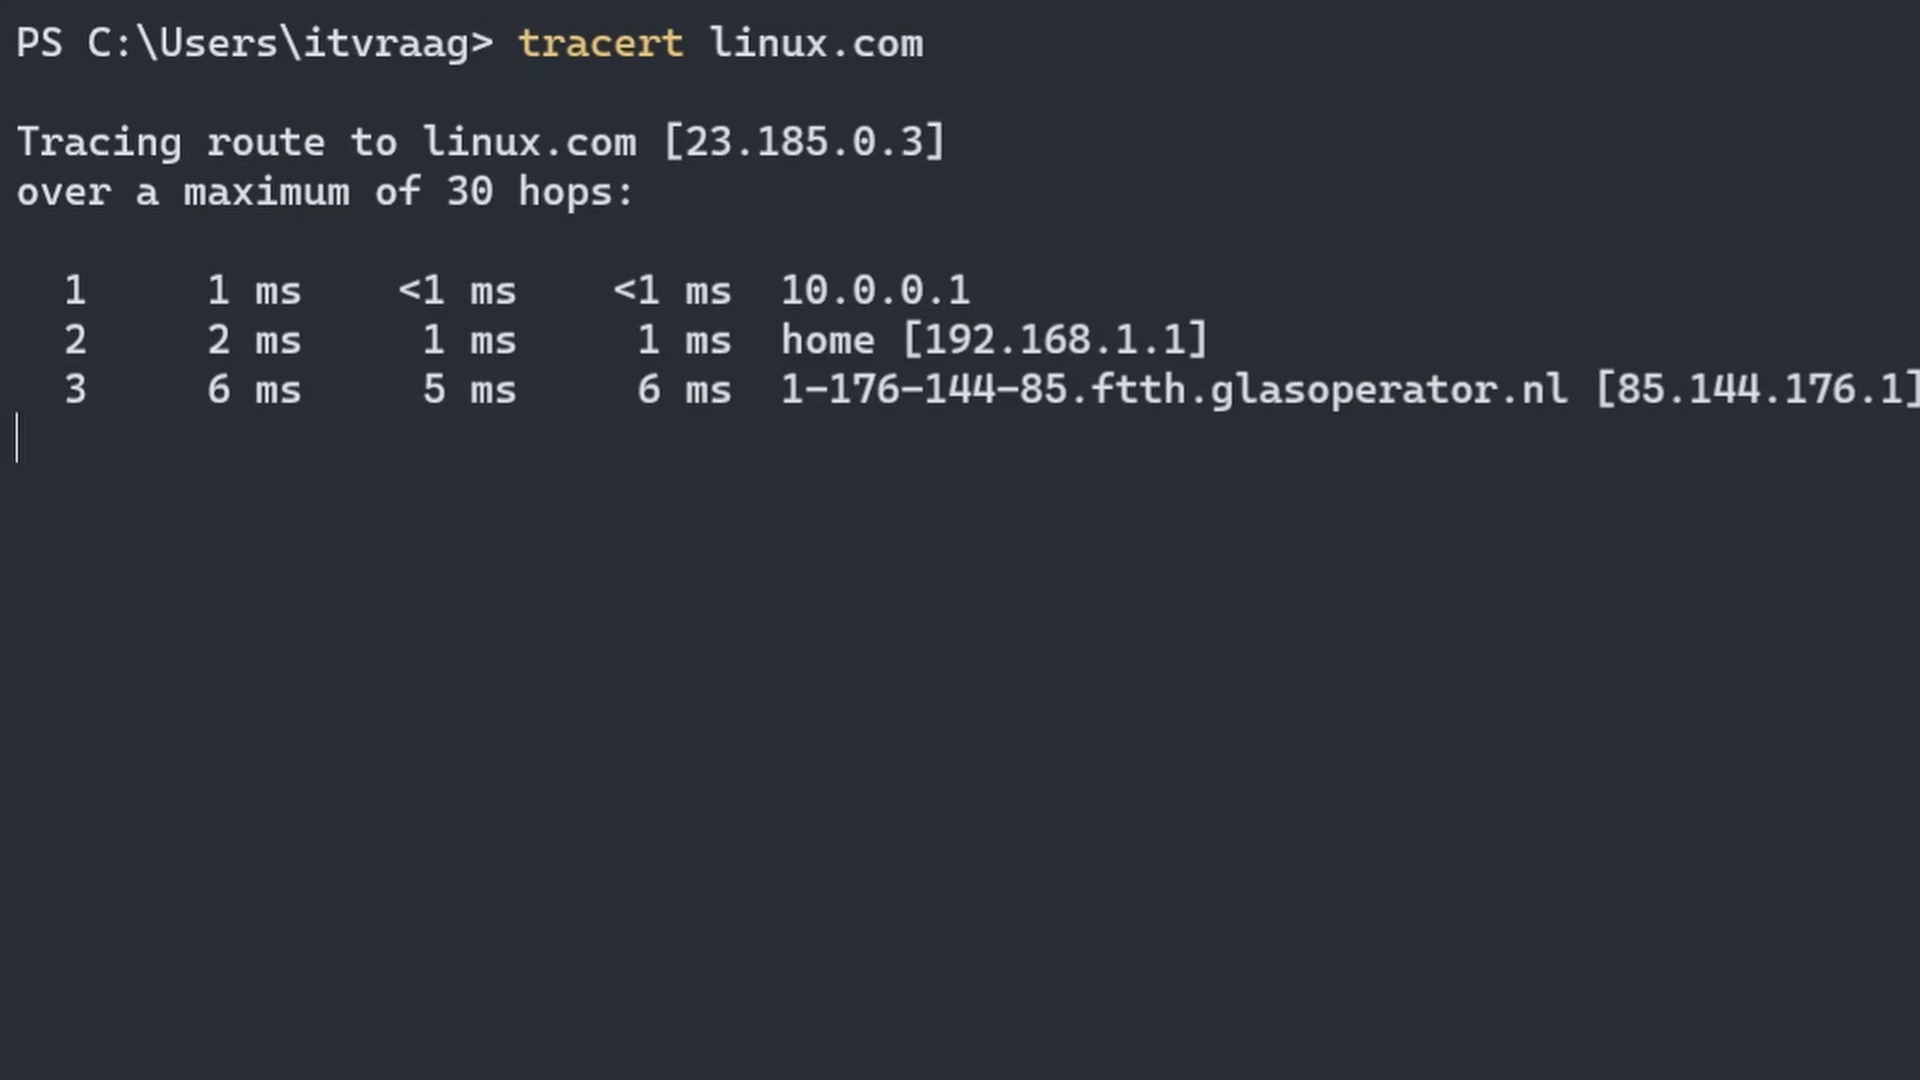 PS C:\Users\itvraag> tracert linux.com
Tracing route to linux.com [23.185.0.3]
over a maximum of 30 hops:
1 1 ms <1 ms <1 ms 10.0.0.1
2 2 ms 1 ms 1 ms home [192.168.1.1]
3 6 ms 5 ms 6 ms 1-176-144-85.ftth.glasoperator.nl [85.144.176.1]